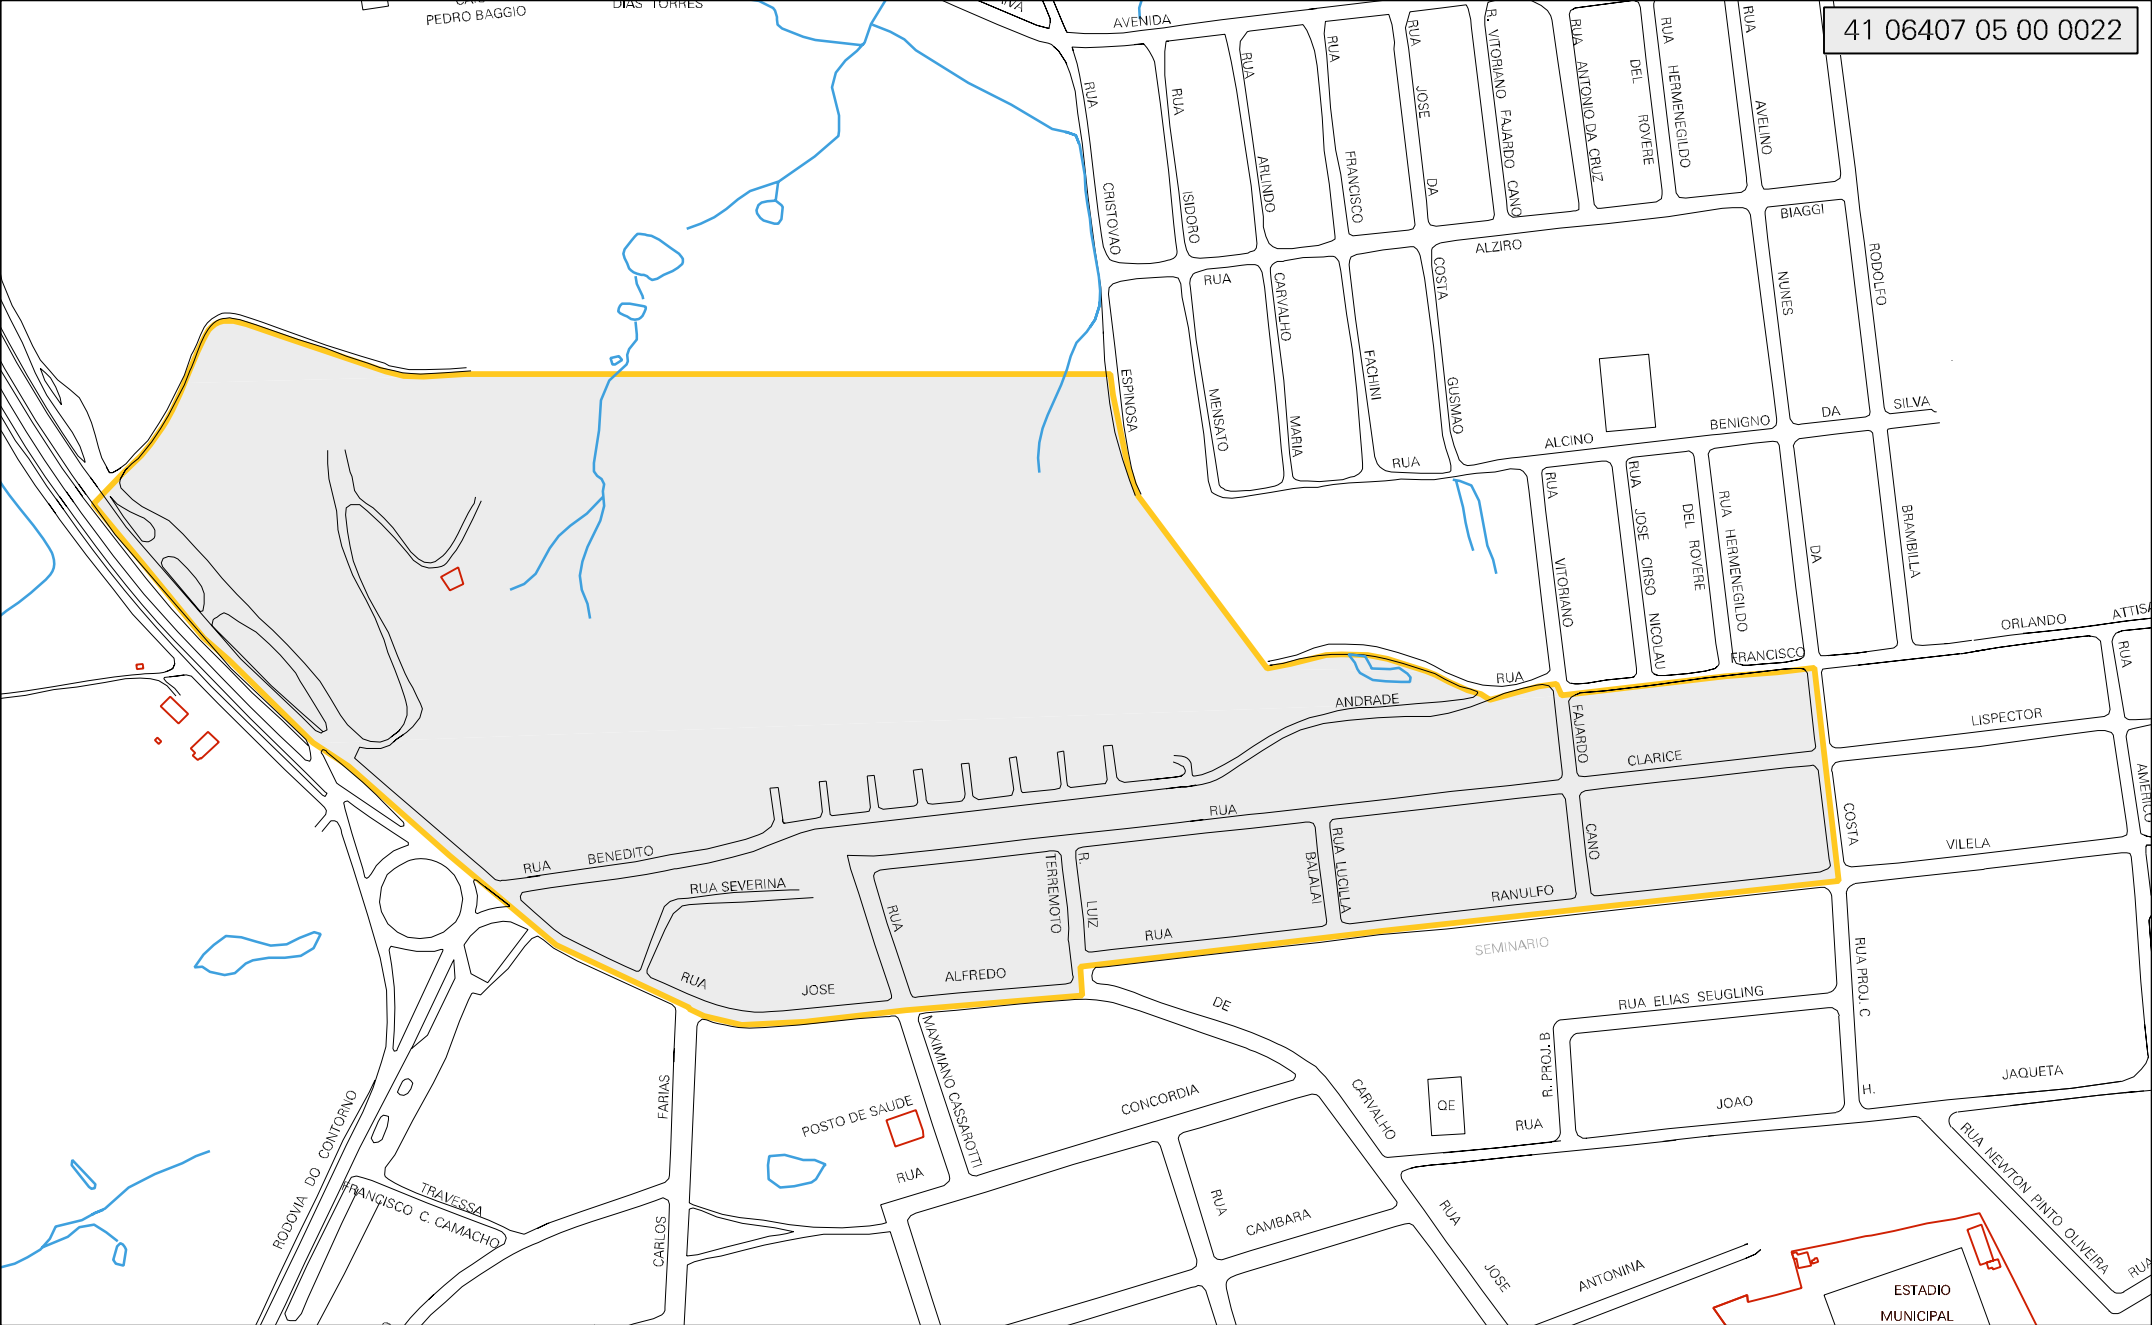 PEDRO BAGGIO
DIAS TORRES
AVENIDA
41 06407 05 00 0022
RUA
RUA
RUA
RUA
RUA
R. VITORIANO FAJARDO CANO
RUA ANTONIO DA CRUZ
DEL ROVERE
RUA HERMENEGILDO
RUA
AVELINO
JOSE
DA
CRISTOVAO
ISIDORO
ARLINDO
FRANCISCO
BIAGGI
ALZIRO
RUA
CARVALHO
COSTA
NUNES
RODOLFO
ESPINOSA
MENSATO
MARIA
FACHINI
GUSMAO
RUA
ALCINO
BENIGNO
DA
SILVA
RUA
VITORIANO
RUA JOSE CIRSO NICOLAU
DEL ROVERE
RUA HERMENEGILDO
DA
BRAMBILLA
ORLANDO
FRANCISCO
RUA
RUA
ANDRADE
FAJARDO
CLARICE
LISPECTOR
AMERICO
RUA
COSTA
VILELA
RUA
BENEDITO
RUA SEVERINA
TERREMOTO
R.
LUIZ
BALALAI
RUA LUCILLA
CANO
RANULFO
RUA
RUA
ALFREDO
RUA
JOSE
SEMINARIO
RUA PROJ. C
DE
RUA ELIAS SEUGLING
R. PROJ. B
MAXIMIANO CASSAROTTI
FARIAS
POSTO DE SAUDE
CONCORDIA
CARVALHO
QE
RUA
JOAO
H.
JAQUETA
RODOVIA DO CONTORNO
TRAVESSA
FRANCISCO C. CAMACHO
RUA
CARLOS
RUA
CAMBARA
RUA
JOSE
ANTONINA
RUA NEWTON PINTO OLIVEIRA
RUA
ESTADIO
MUNICIPAL